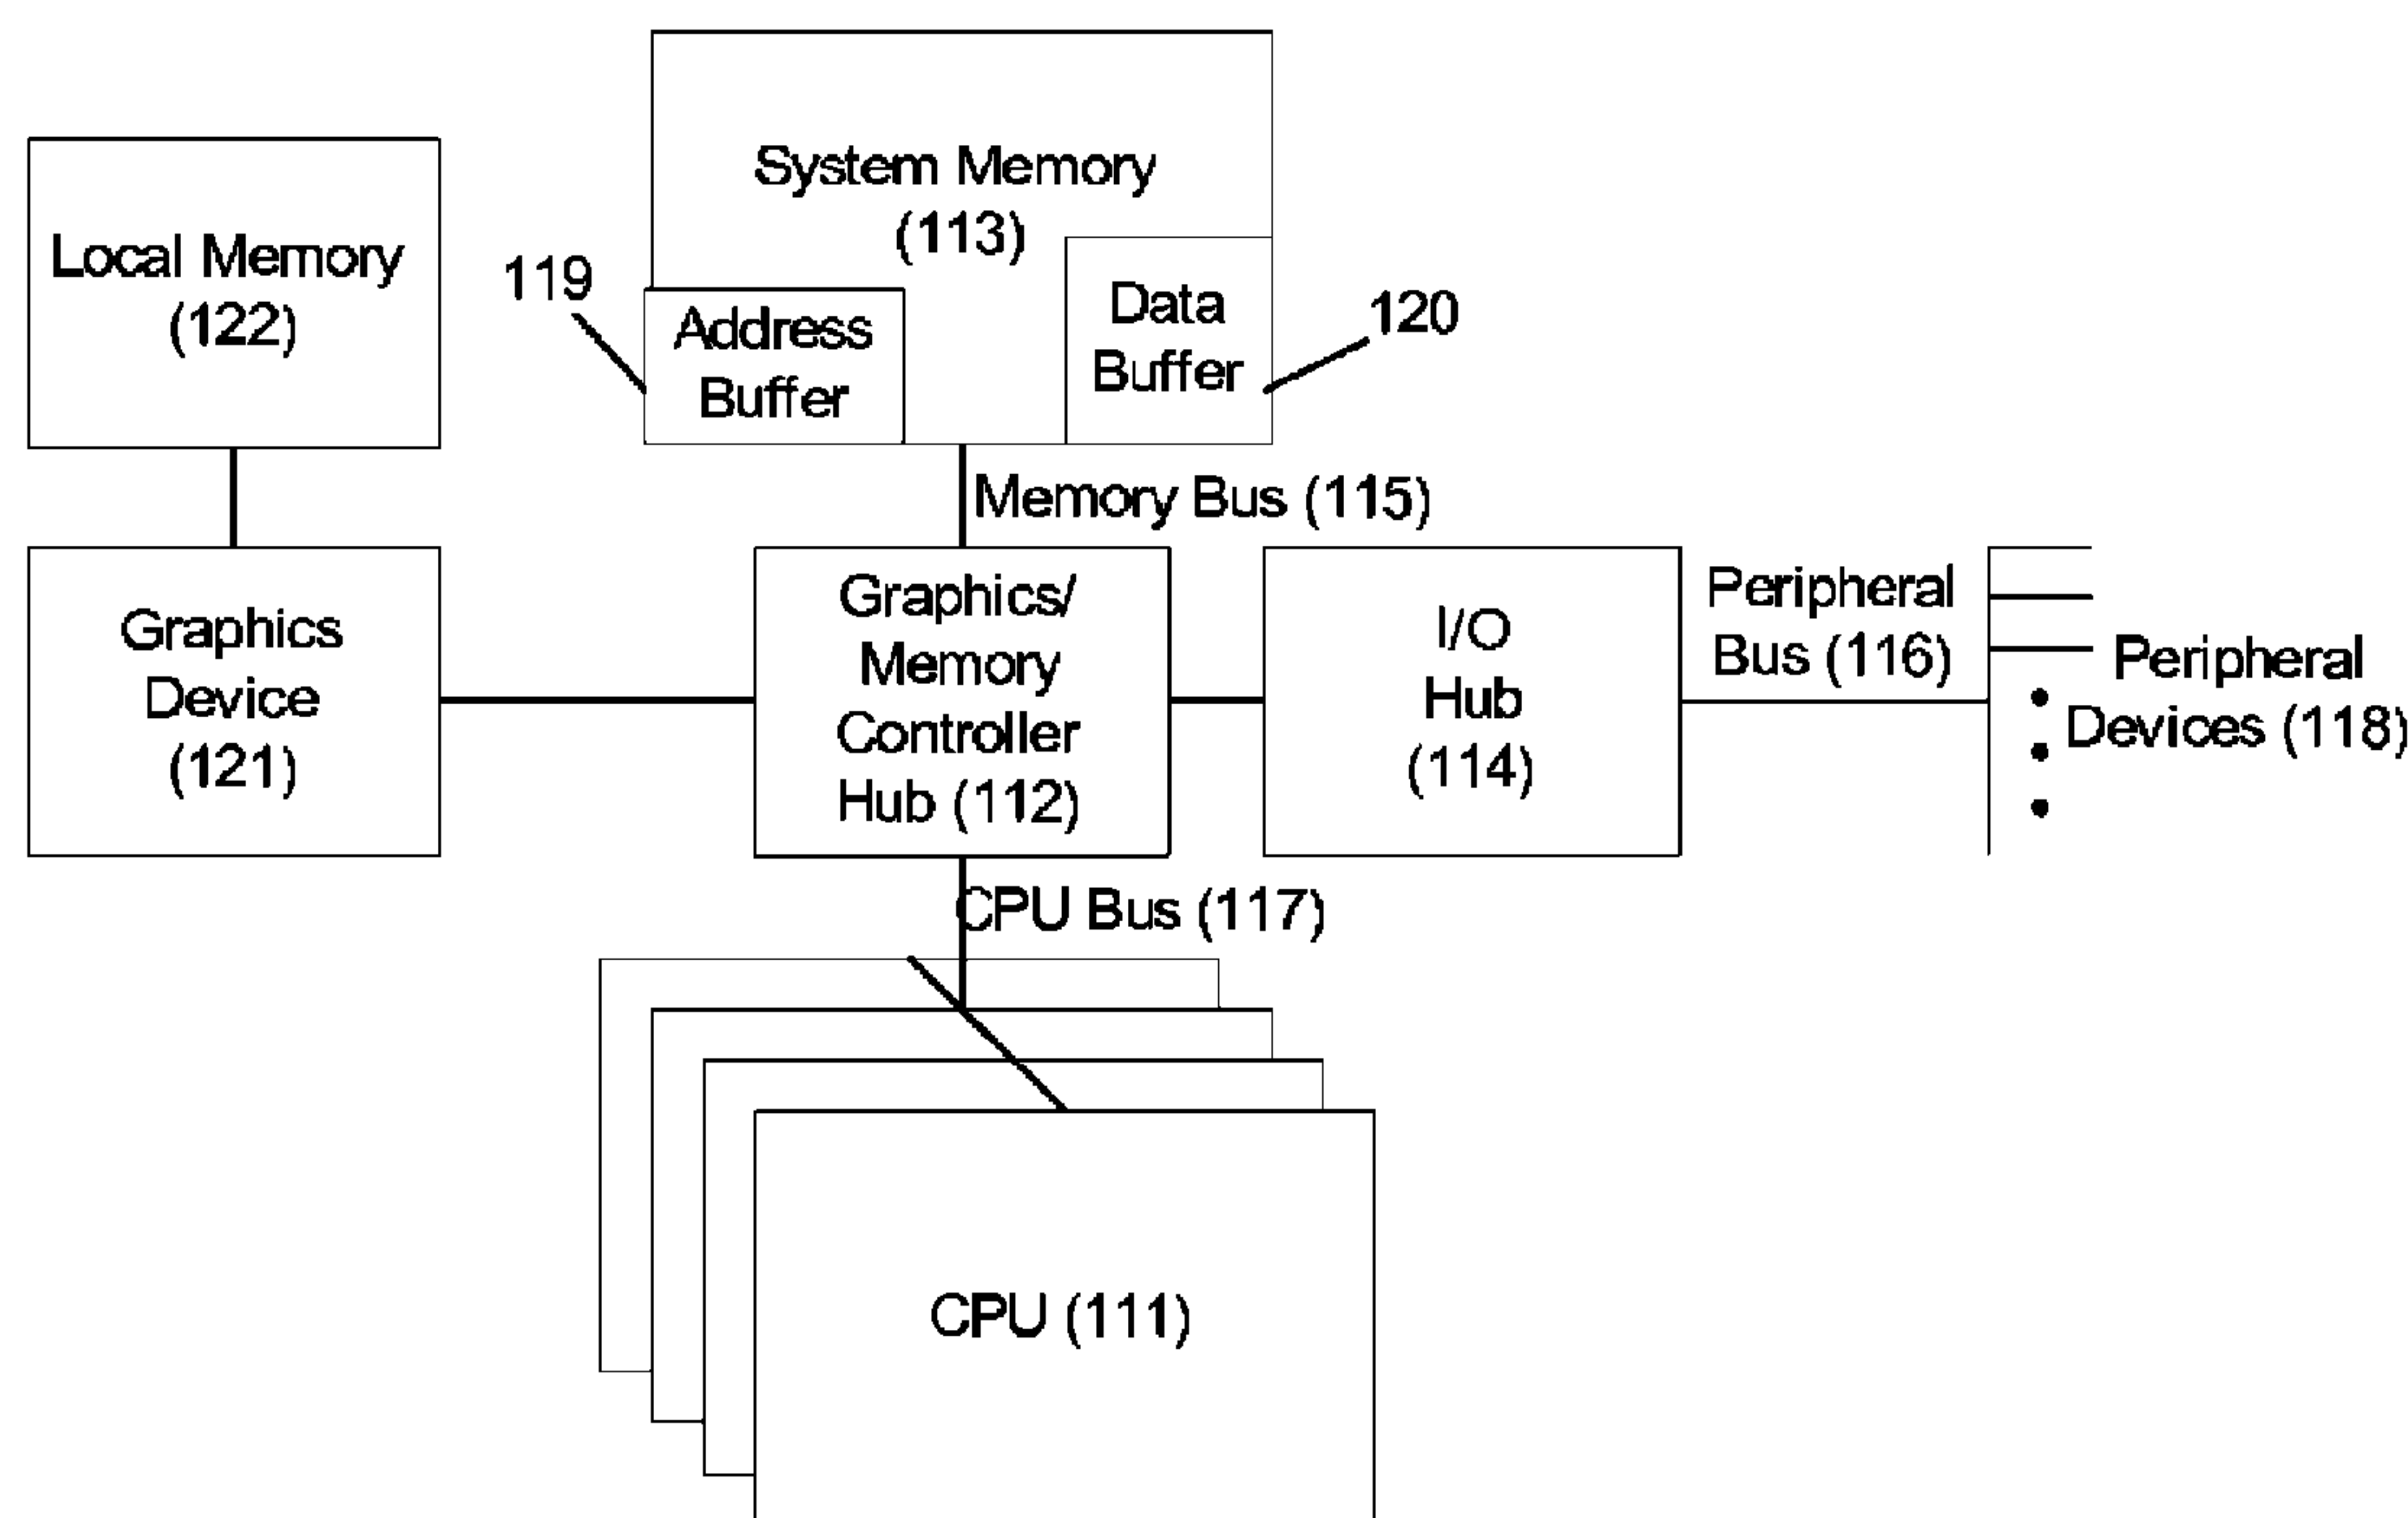 System Memory
(113)
Local Memory
(122)
119
Address
Buffer
Data
Buffer
120
Memory Bus (115)
Graphics
Device
(121)
Graphics/
Memory
Controller
Hub (112)
I/O
Hub
(114)
Peripheral
Bus (116)
Peripheral
Devices (118)
CPU Bus (117)
CPU (111)